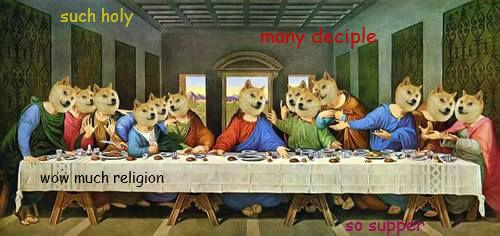 such holy
many deciple
wow much religion
so supper